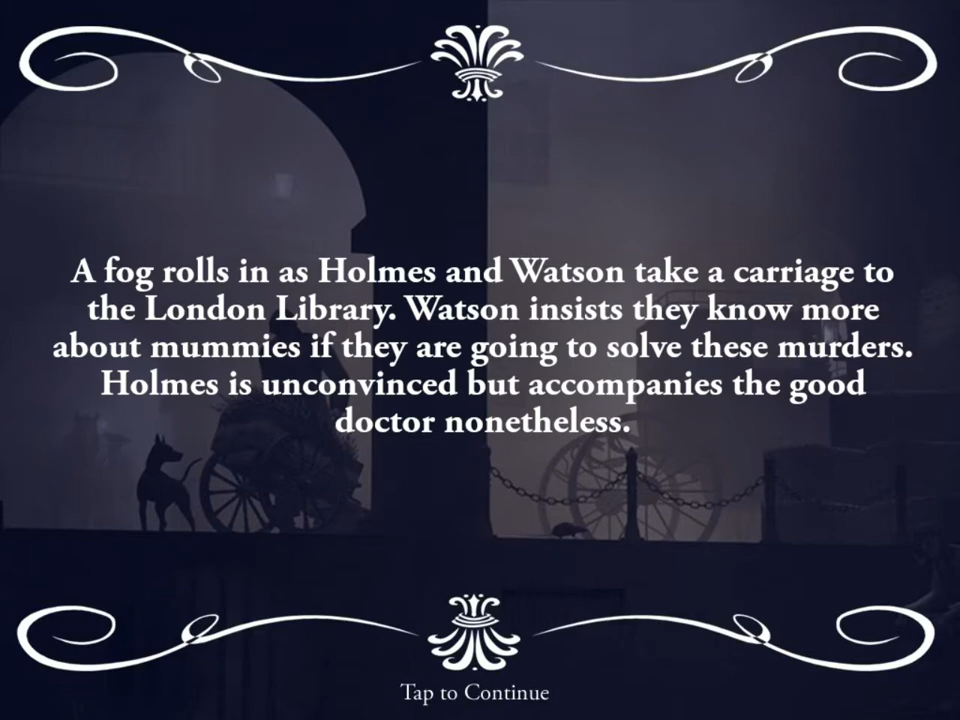 A fog rolls in as Holmes and Watson take a carriage to
the London Library. Watson insists they know more
about mummies if they are going to solve these murders.
Holmes is unconvinced but accompanies the good
doctor nonetheless.
Tap to Continue